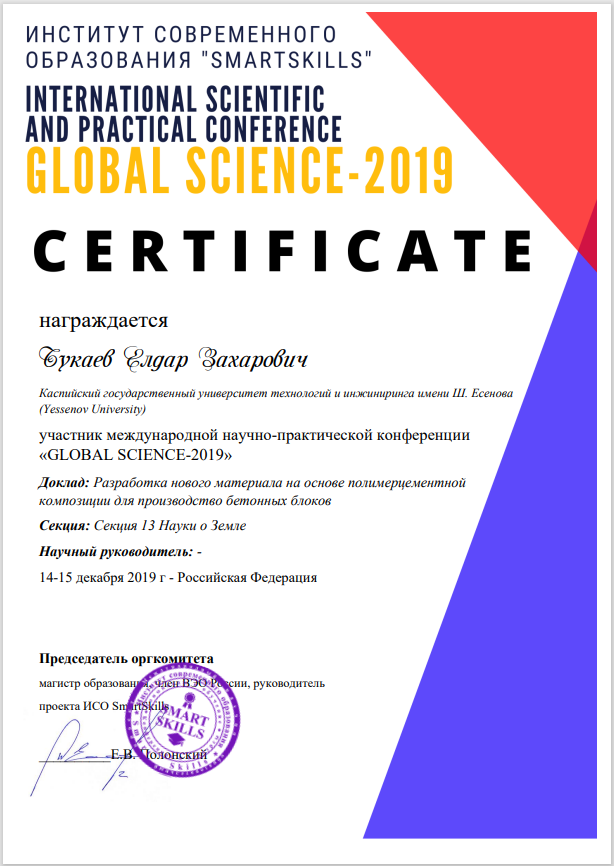 ИНСТИТУТ СОВРЕМЕННОГО
ОБРАЗОВАНИЯ "SMARTSKILLS"
INTERNATIONAL SCIENTIFIC
AND PRACTICAL CONFERENCE
GLOBAL SCIENCE-2019
CERTIFICATE
награждается
Букаев Елдар Захарович
Каспийский государственный университет технологий и инжиниринга имени Ш. Есенова
(Yessenov University)
участник международной научно-практической конференции
«GLOBAL SCIENCE-2019»
Доклад: Разработка нового материала на основе полимерцементной
композиции для производство бетонных блоков
Секция: Секция 13 Науки о Земле
Научный руководитель: -
14-15 декабря 2019 г - Российская Федерация
Председатель оргкомитета
магистр образования, член ВЭО России, руководитель
проекта ИСО SmartSkills
Е.В. Полонский
SMART
SKILLS